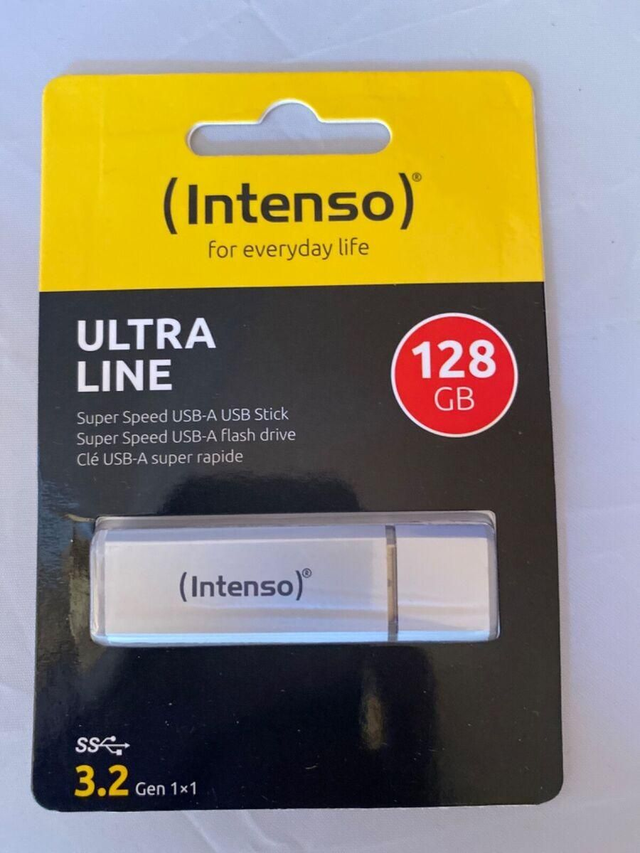 (Intenso)®
for everyday life
ULTRA
LINE
128
GB
Super Speed USB-A USB Stick
Super Speed USB-A flash drive
Clé USB-A super rapide
(Intenso)®
SS
3.2 Gen 1×1